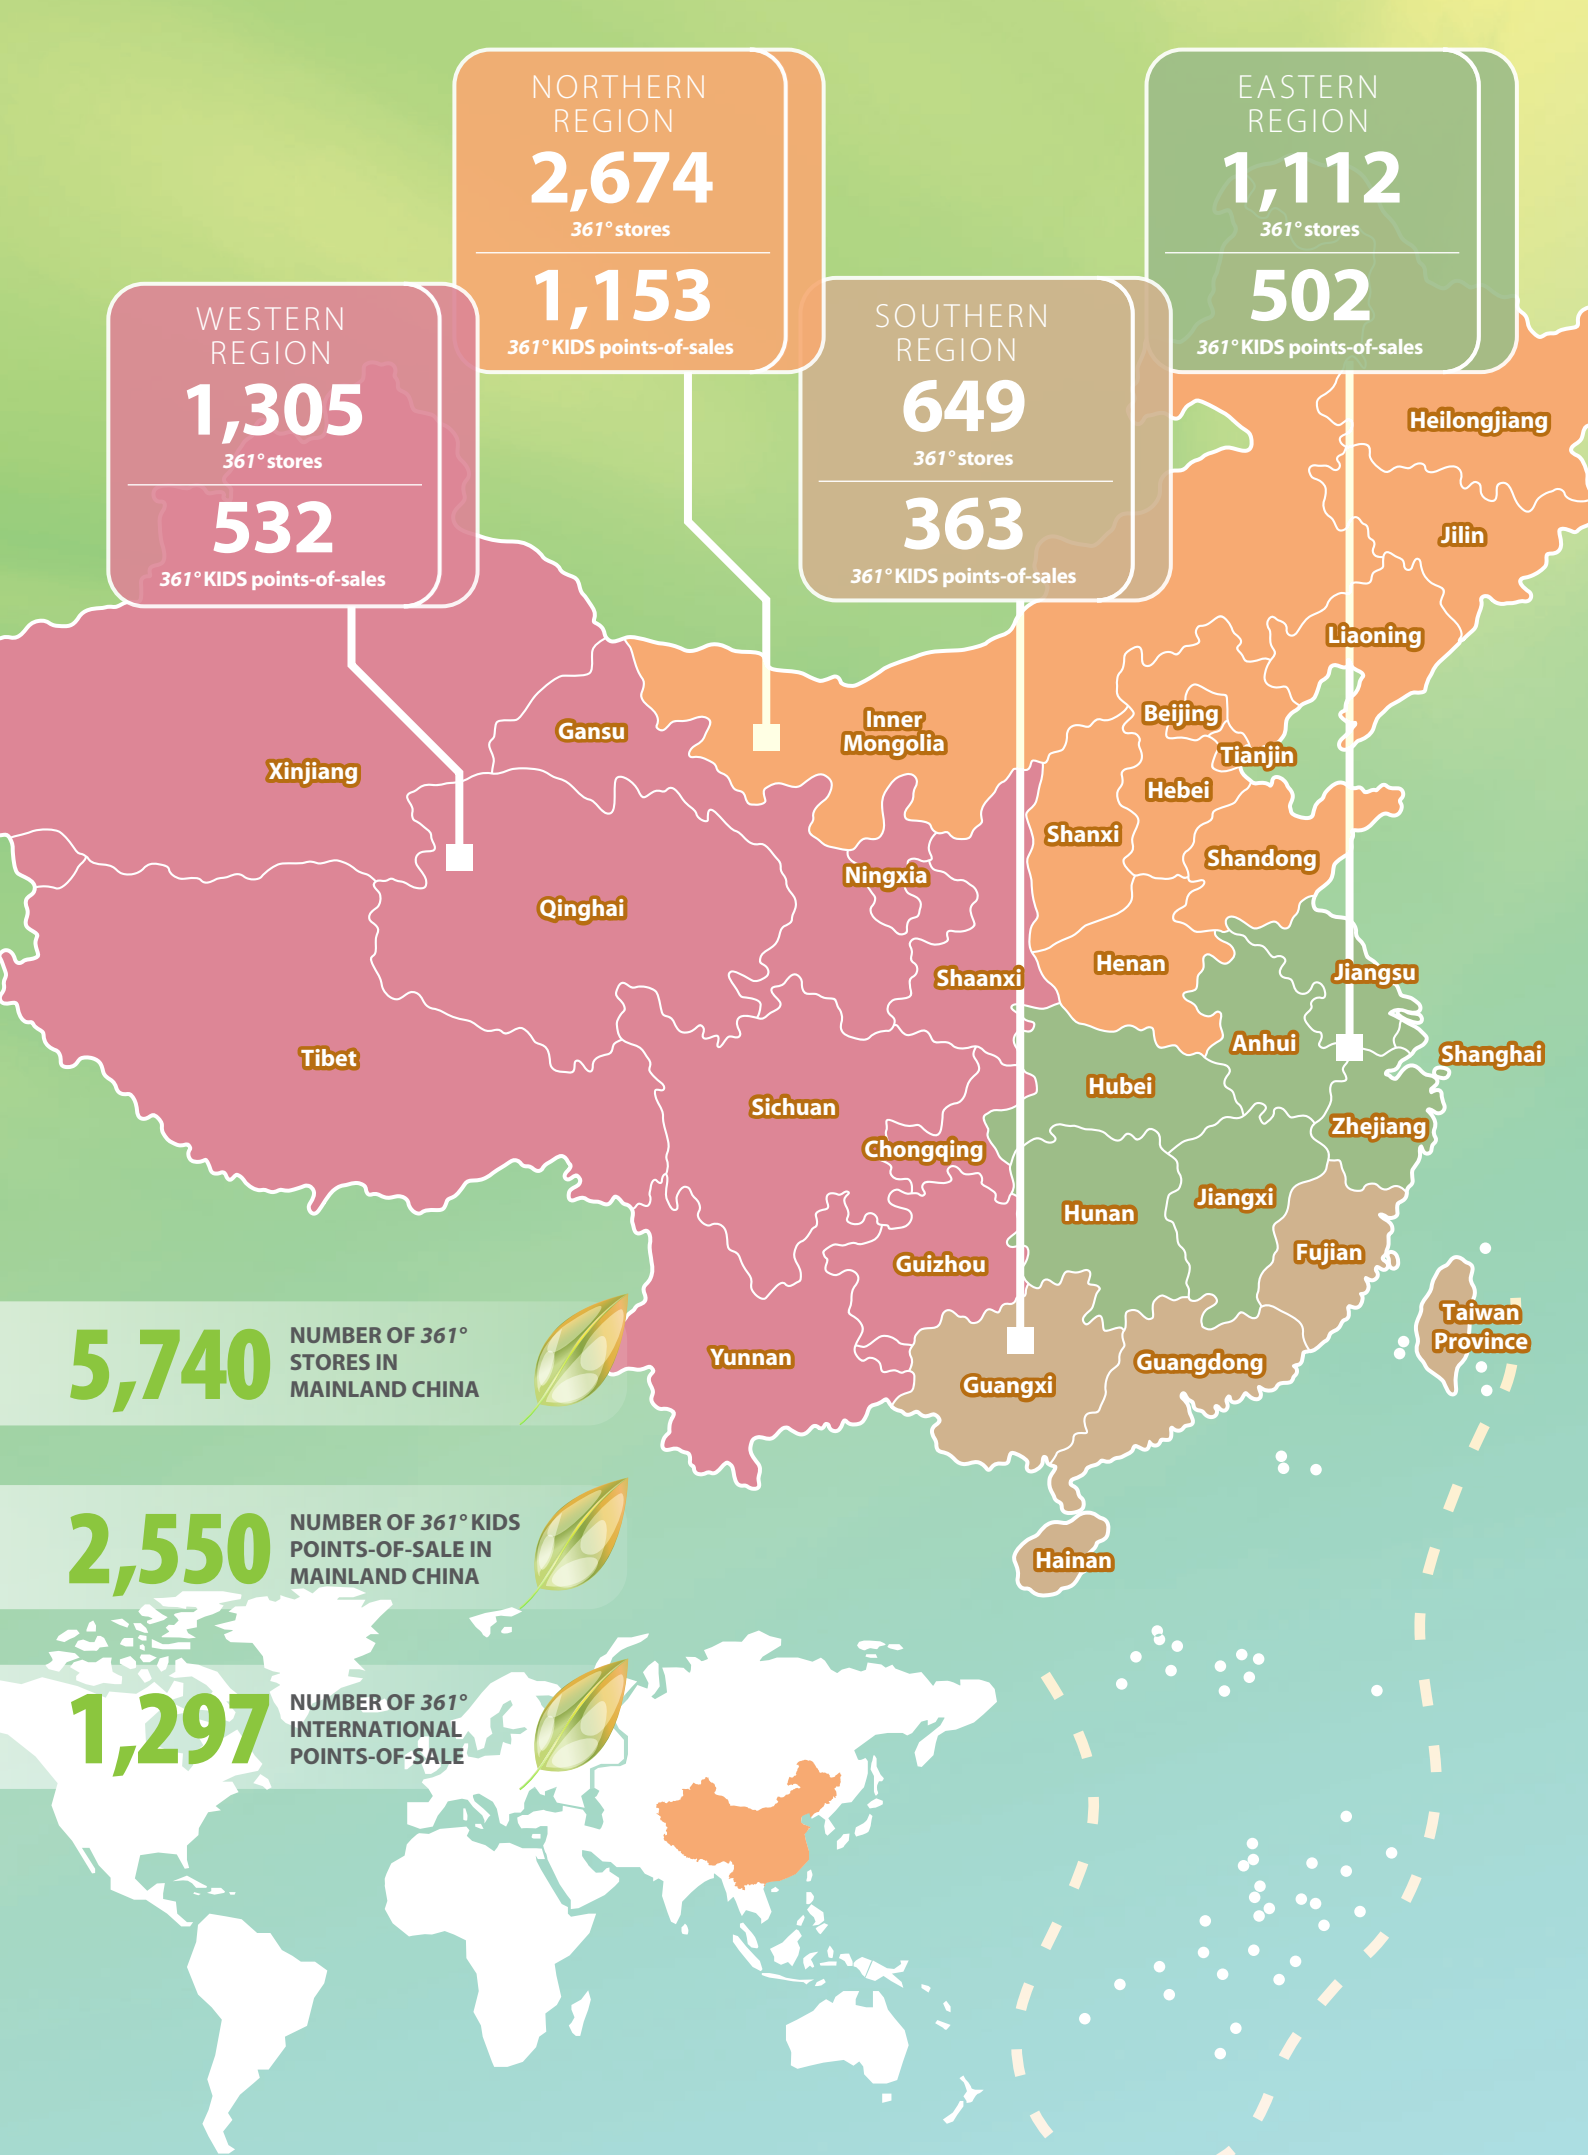 NORTHERN
REGION
2,674
361° stores
1,153
361° KIDS points-of-sales
EASTERN
REGION
1,112
361° stores
502
361° KIDS points-of-sales
WESTERN
REGION
1,305
361° stores
532
361° KIDS points-of-sales
SOUTHERN
REGION
649
361° stores
363
361° KIDS points-of-sales
Heilongjiang
Jilin
Liaoning
Inner
Mongolia
Beijing
Tianjin
Gansu
Xinjiang
Hebei
Shanxi
Shandong
Ningxia
Qinghai
Henan
Shaanxi
Jiangsu
Anhui
Shanghai
Tibet
Hubei
Sichuan
Zhejiang
Chongqing
Jiangxi
Hunan
Fujian
Guizhou
Taiwan
Province
Yunnan
Guangdong
Guangxi
Hainan
5,740
NUMBER OF 361°
STORES IN
MAINLAND CHINA
2,550
NUMBER OF 361° KIDS
POINTS-OF-SALE IN
MAINLAND CHINA
1,297
NUMBER OF 361°
INTERNATIONAL
POINTS-OF-SALE